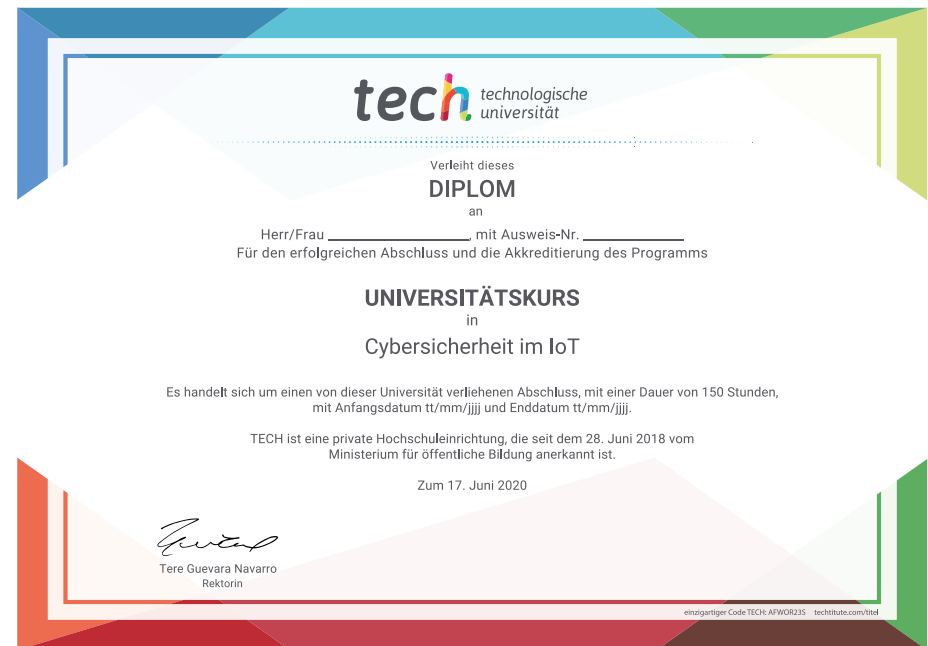 tech technologische
universität
Verleiht dieses
DIPLOM
an
Herr/Frau ____________________, mit Ausweis-Nr. ______________
Für den erfolgreichen Abschluss und die Akkreditierung des Programms
UNIVERSITÄTSKURS
in
Cybersicherheit im IoT
Es handelt sich um einen von dieser Universität verliehenen Abschluss, mit einer Dauer von 150 Stunden,
mit Anfangsdatum tt/mm/jjjj und Enddatum tt/mm/jjjj.
TECH ist eine private Hochschuleinrichtung, die seit dem 28. Juni 2018 vom
Ministerium für öffentliche Bildung anerkannt ist.
Zum 17. Juni 2020
Tere Guevara Navarro
Rektorin
einzigartiger Code TECH: AFWOR23S techtitute.com/titel